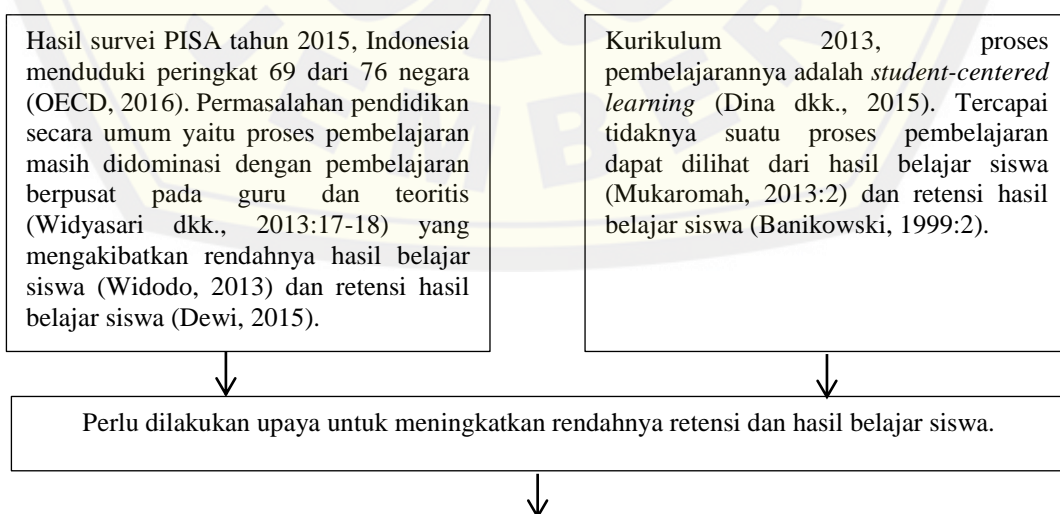 Hasil survei PISA tahun 2015, Indonesia
menduduki peringkat 69 dari 76 negara
(OECD, 2016). Permasalahan pendidikan
secara umum yaitu proses pembelajaran
masih didominasi dengan pembelajaran
berpusat pada guru dan teoritis
(Widyasari dkk., 2013:17-18) yang
mengakibatkan rendahnya hasil belajar
siswa (Widodo, 2013) dan retensi hasil
belajar siswa (Dewi, 2015).
Kurikulum 2013, proses
pembelajarannya adalah student-centered
learning (Dina dkk., 2015). Tercapai
tidaknya suatu proses pembelajaran
dapat dilihat dari hasil belajar siswa
(Mukaromah, 2013:2) dan retensi hasil
belajar siswa (Banikowski, 1999:2).
Perlu dilakukan upaya untuk meningkatkan rendahnya retensi dan hasil belajar siswa.